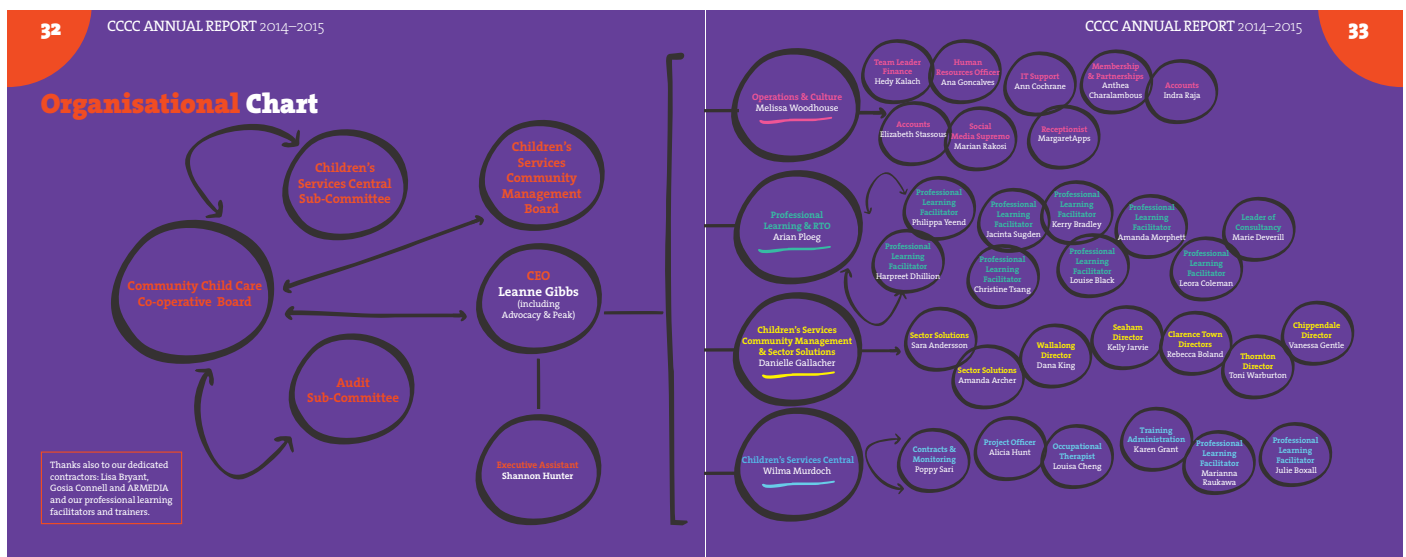 32
CCCC ANNUAL REPORT 2014–2015
Organisational Chart
Children's
Services Central
Sub-Committee
Children's
Services
Community
Management
Board
Community Child Care
Co-operative Board
CEO
Leanne Gibbs
(including
Advocacy & Peak)
Audit
Sub-Committee
Executive Assistant
Shannon Hunter
Thanks also to our dedicated
contractors: Lisa Bryant,
Gosia Connell and ARMEDIA
and our professional learning
facilitators and trainers.
CCCC ANNUAL REPORT 2014–2015
33
Operations & Culture
Melissa Woodhouse
Team Leader
Finance
Hedy Kalach
Human
Resources Officer
Ana Goncalves
IT Support
Ann Cochrane
Membership
& Partnerships
Anthea
Charalambous
Accounts
Indra Raja
Accounts
Elizabeth Stassous
Social
Media Supremo
Marian Rakosi
Receptionist
MargaretApps
Professional
Learning & RTO
Arian Ploeg
Professional
Learning
Facilitator
Philippa Yeend
Professional
Learning
Facilitator
Jacinta Sugden
Professional
Learning
Facilitator
Kerry Bradley
Professional
Learning
Facilitator
Amanda Morphett
Leader of
Consultancy
Marie Deverill
Professional
Learning
Facilitator
Harpreet Dhillion
Professional
Learning
Facilitator
Christine Tsang
Professional
Learning
Facilitator
Louise Black
Professional
Learning
Facilitator
Leora Coleman
Children's Services
Community Management
& Sector Solutions
Danielle Gallacher
Sector Solutions
Sara Andersson
Sector Solutions
Amanda Archer
Wallalong
Director
Dana King
Seaham
Director
Kelly Jarvie
Clarence Town
Directors
Rebecca Boland
Thornton
Director
Toni Warburton
Chippendale
Director
Vanessa Gentle
Children's Services Central
Wilma Murdoch
Contracts &
Monitoring
Poppy Sari
Project Officer
Alicia Hunt
Occupational
Therapist
Louisa Cheng
Training
Administration
Karen Grant
Professional
Learning
Facilitator
Marianna
Raukawa
Professional
Learning
Facilitator
Julie Boxall